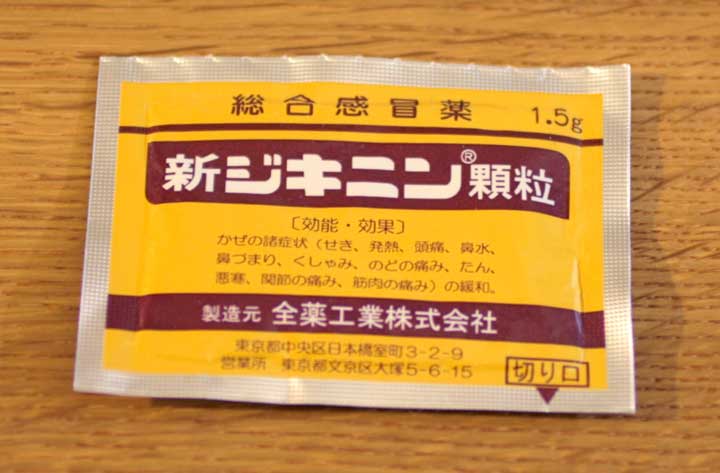 総合感冒薬 1.5g
新ジキニン®顆粒
〔効能・効果〕
かぜの諸症状（せき、発熱、頭痛、鼻水、
鼻づまり、くしゃみ、のどの痛み、たん、
悪寒、関節の痛み、筋肉の痛み）の緩和。
製造元 全薬工業株式会社
東京都中央区日本橋室町3-2-9
営業所 東京都文京区大塚5-6-15
切り口